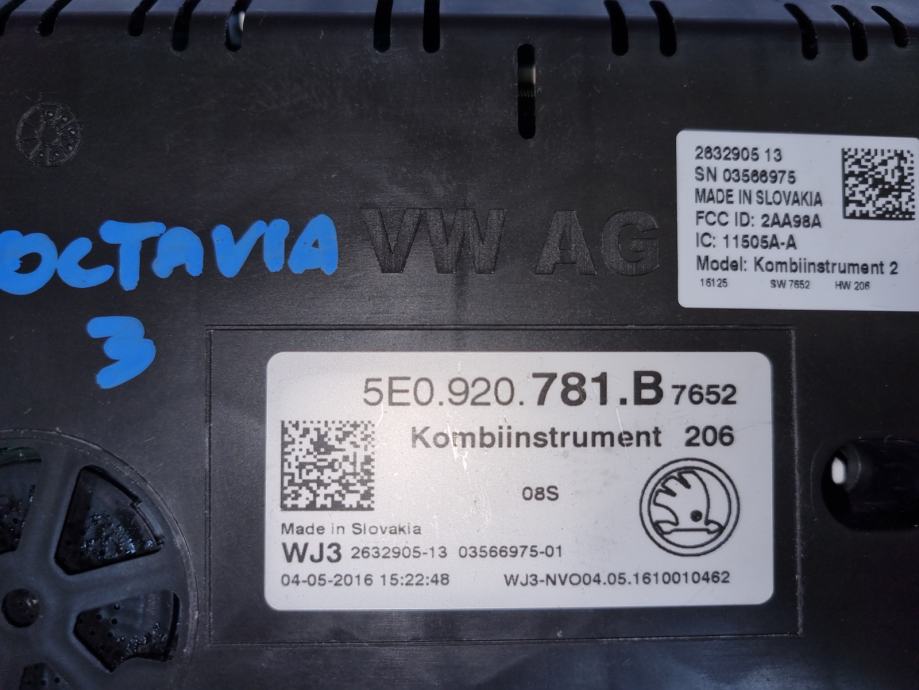 OCTAVIA
3
VW AG
2632905 13
SN 03566975
MADE IN SLOVAKIA
FCC ID: 2AA98A
IC: 11505A-A
Model: Kombiinstrument 2
16125 SW 7652 HW 206
5E0.920.781.B 7652
Kombiinstrument 206
08S
Made in Slovakia
WJ3 2632905-13 03566975-01
04-05-2016 15:22:48 WJ3-NVO04.05.1610010462